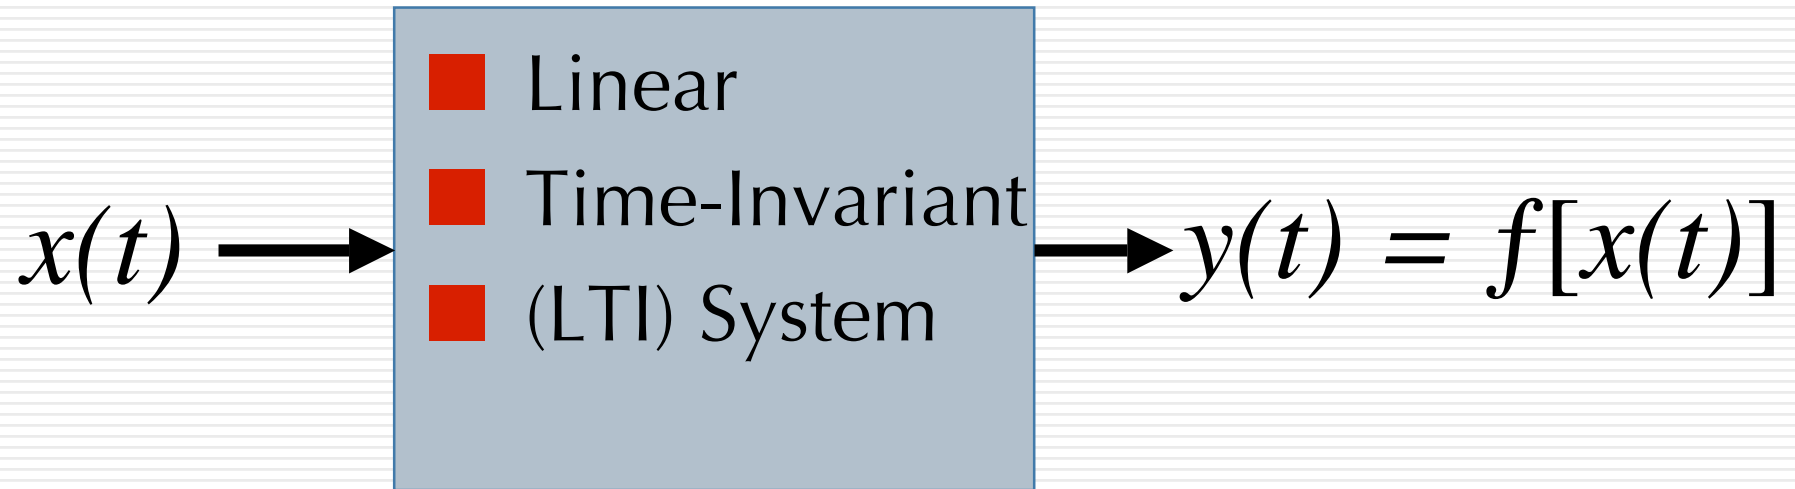 Linear
Time-Invariant
(LTI) System
x(t)
y(t) = f[x(t)]